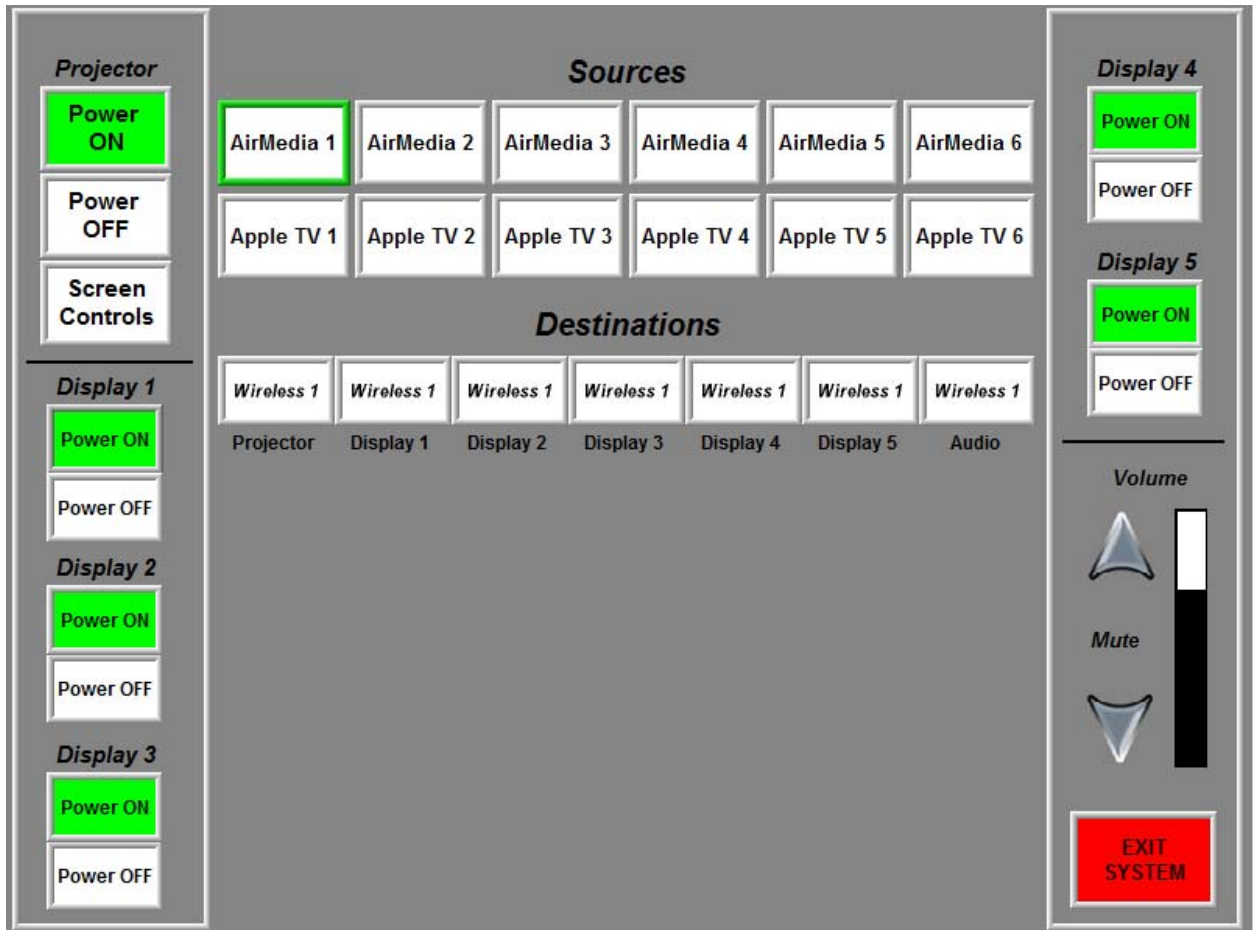 Projector
Power
ON
Power
OFF
Screen
Controls
Display 1
Power ON
Power OFF
Display 2
Power ON
Power OFF
Display 3
Power ON
Power OFF
Sources
AirMedia 1 AirMedia 2 AirMedia 3 AirMedia 4 AirMedia 5 AirMedia 6
Apple TV 1 Apple TV 2 Apple TV 3 Apple TV 4 Apple TV 5 Apple TV 6
Destinations
Wireless 1 Wireless 1 Wireless 1 Wireless 1 Wireless 1 Wireless 1 Wireless 1
Projector Display 1 Display 2 Display 3 Display 4 Display 5 Audio
Display 4
Power ON
Power OFF
Display 5
Power ON
Power OFF
Volume
Mute
EXIT
SYSTEM